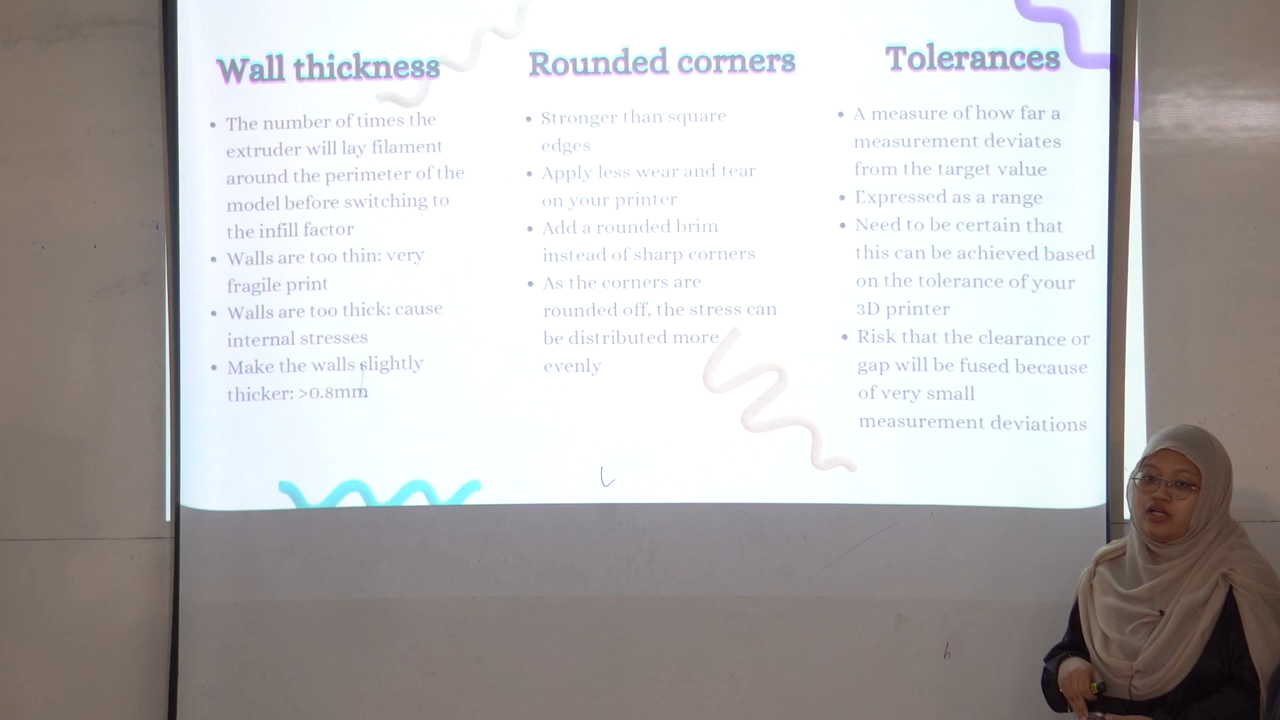 Wall thickness
The number of times the
extruder will lay filament
around the perimeter of the
model before switching to
the infill factor
Walls are too thin: very
fragile print
Walls are too thick: cause
internal stresses
Make the walls slightly
thicker: >0.8mm
Rounded corners
Stronger than square
edges
Apply less wear and tear
on your printer
Add a rounded brim
instead of sharp corners
As the corners are
rounded off, the stress can
be distributed more
evenly
Tolerances
A measure of how far a
measurement deviates
from the target value
Expressed as a range
Need to be certain that
this can be achieved based
on the tolerance of your
3D printer
Risk that the clearance or
gap will be fused because
of very small
measurement deviations